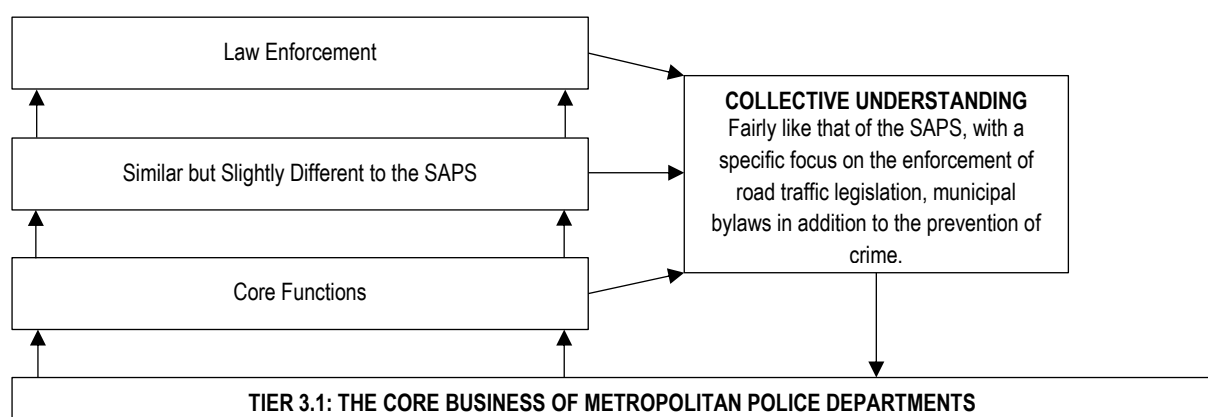 Law Enforcement
Similar but Slightly Different to the SAPS
Core Functions
COLLECTIVE UNDERSTANDING
Fairly like that of the SAPS, with a
specific focus on the enforcement of
road traffic legislation, municipal
bylaws in addition to the prevention of
crime.
TIER 3.1: THE CORE BUSINESS OF METROPOLITAN POLICE DEPARTMENTS